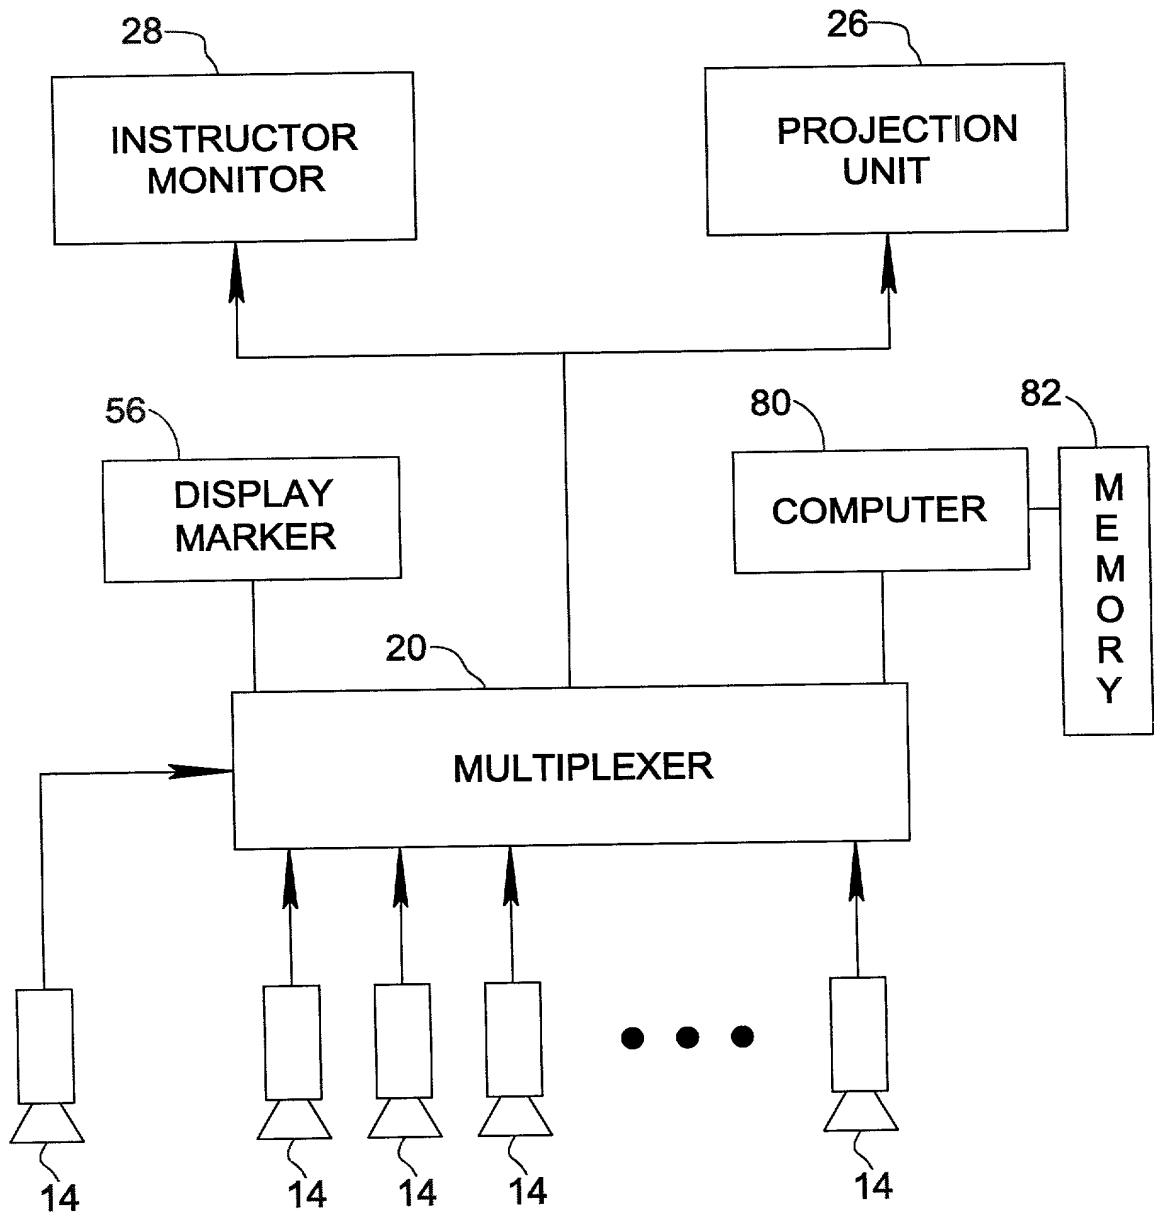 28
26
INSTRUCTOR
MONITOR
PROJECTION
UNIT
56
80
82
DISPLAY
MARKER
COMPUTER
MEMORY
20
MULTIPLEXER
14
14
14
14
14